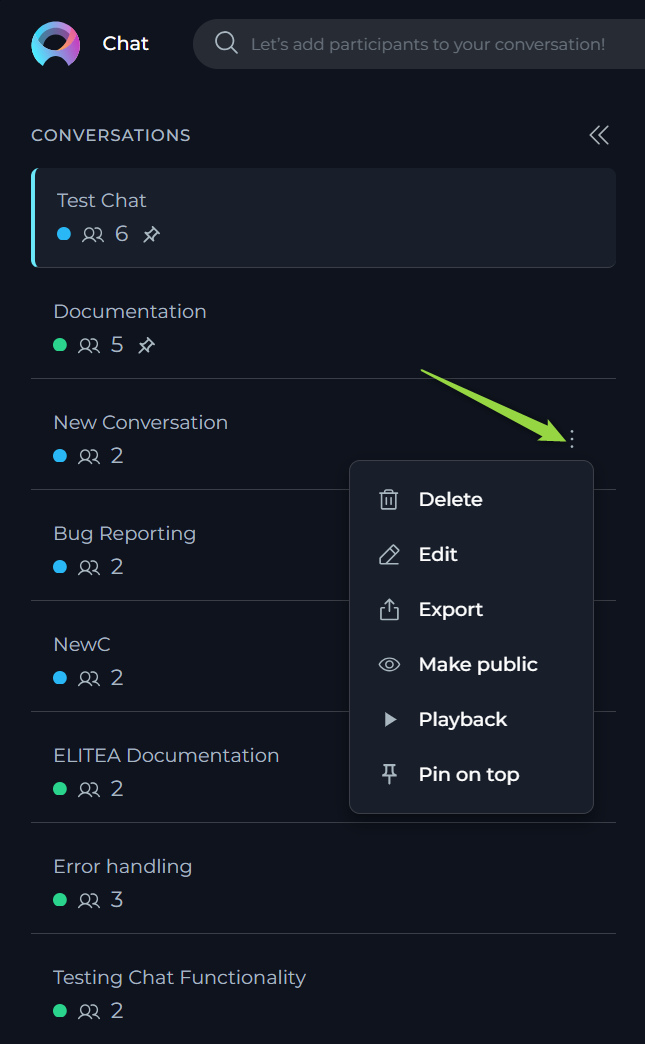 Chat
Let's add participants to your conversation!
CONVERSATIONS
Test Chat
6
Documentation
5
New Conversation
2
Delete
Edit
Export
Make public
Playback
Pin on top
Bug Reporting
2
NewC
2
ELITEA Documentation
2
Error handling
3
Testing Chat Functionality
2